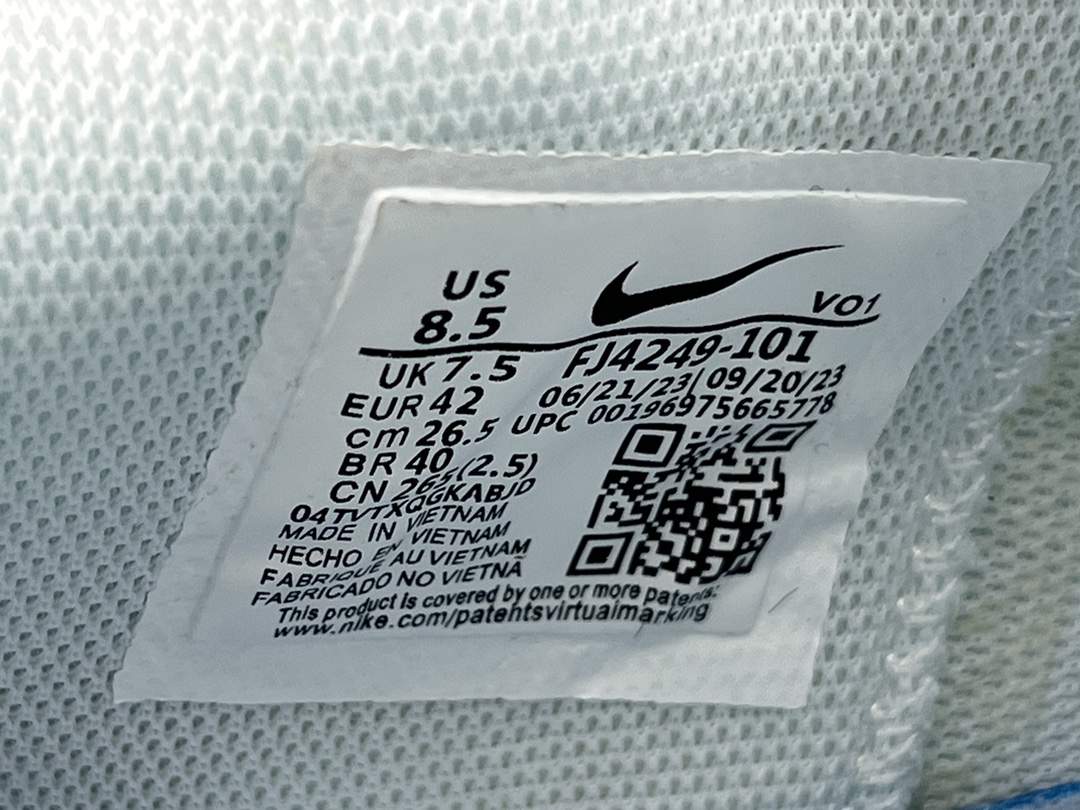 US
8.5
VO1
UK 7.5 FJ4249-101
EUR 42 06/21/23 09/20/23
cm 26.5 UPC 00196975665778
BR 40
CN 265(2.5)
04TVTXQGKABJD
MADE IN VIETNAM
HECHO EN VIETNAM
FABRIQUÉ AU VIETNAM
FABRICADO NO VIETNÃ
This product is covered by one or more patents:
www.nike.com/patentsvirtualmarking